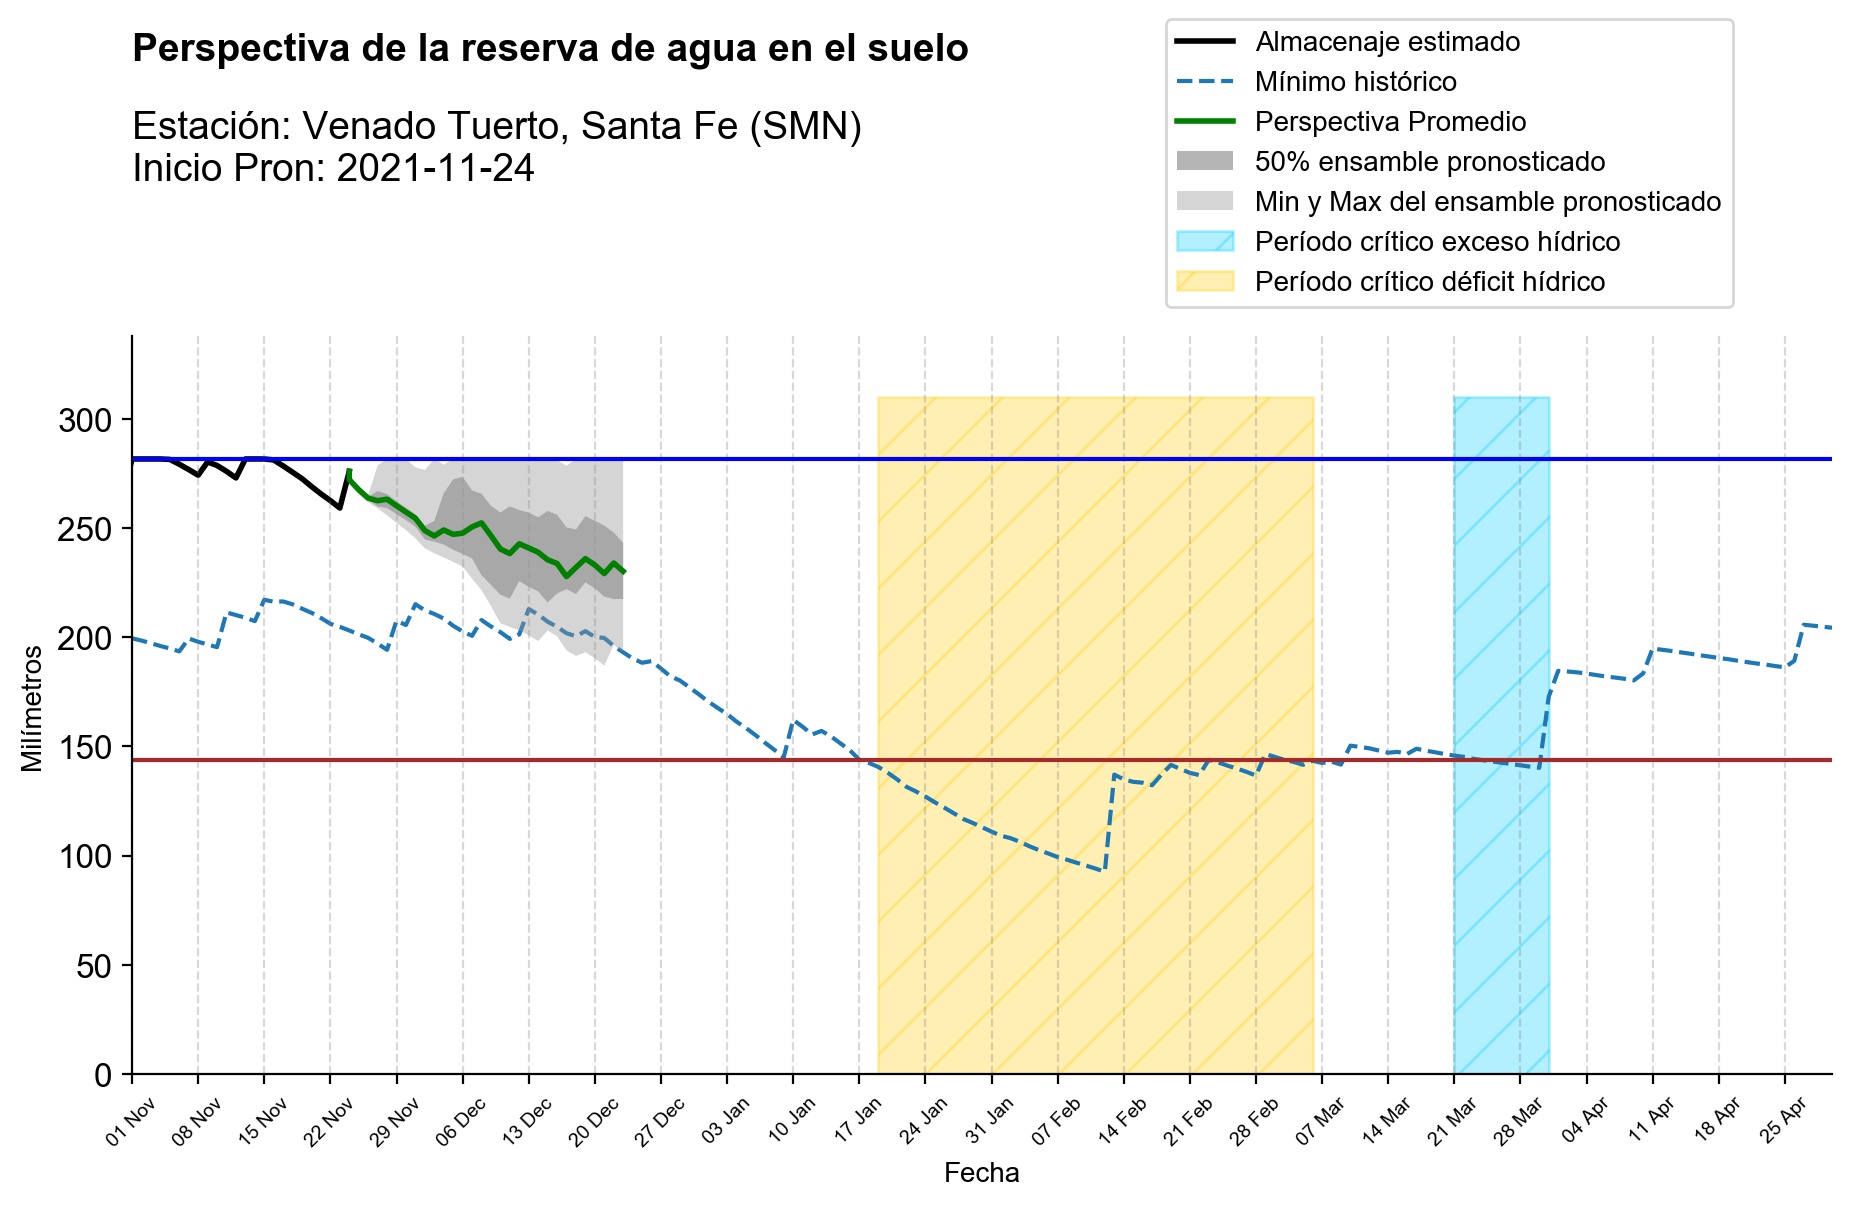 Perspectiva de la reserva de agua en el suelo
Estación: Venado Tuerto, Santa Fe (SMN)
Inicio Pron: 2021-11-24
Almacenaje estimado
Mínimo histórico
Perspectiva Promedio
50% ensamble pronosticado
Min y Max del ensamble pronosticado
Período crítico exceso hídrico
Período crítico déficit hídrico
300
250
200
150
100
50
0
Milímetros
01 Nov
08 Nov
15 Nov
22 Nov
29 Nov
06 Dec
13 Dec
20 Dec
27 Dec
03 Jan
10 Jan
17 Jan
24 Jan
31 Jan
07 Feb
14 Feb
21 Feb
28 Feb
07 Mar
14 Mar
21 Mar
28 Mar
04 Apr
11 Apr
18 Apr
25 Apr
Fecha